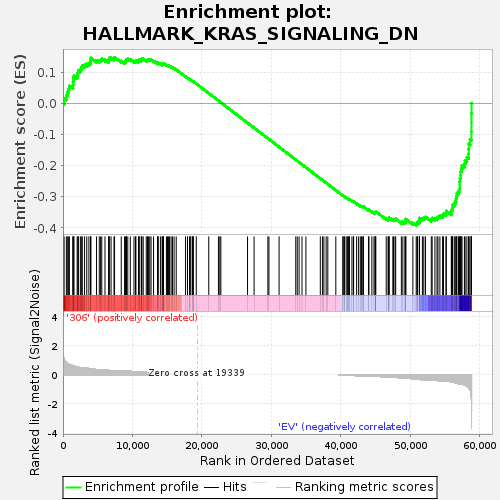 Enrichment plot:
HALLMARK_KRAS_SIGNALING_DN
Enrichment score (ES)
0.1
0.0
-0.1
-0.2
-0.3
-0.4
'306' (positively correlated)
Ranked list metric (Signal2Noise)
4
2
0
-2
-4
Zero cross at 19339
'EV' (negatively correlated)
0
10,000
20,000
30,000
40,000
50,000
60,000
Rank in Ordered Dataset
Enrichment profile
Hits
Ranking metric scores